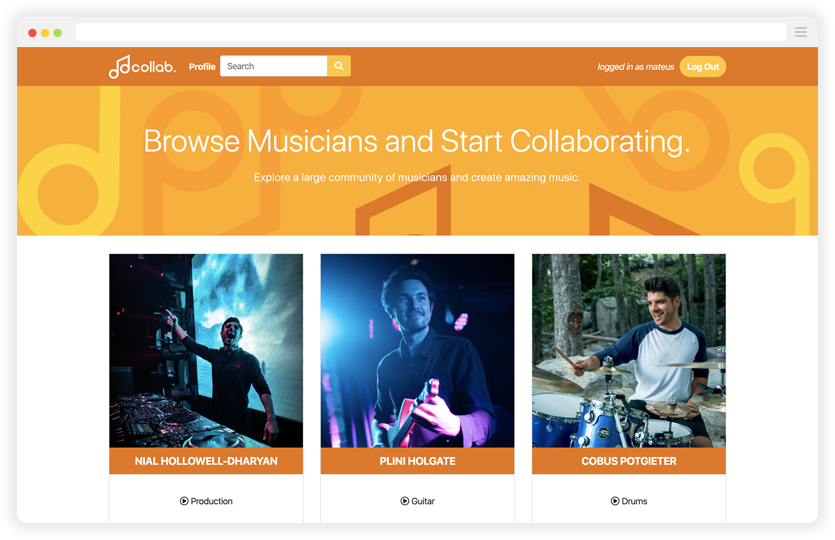 collab.
Profile
Search
logged in as mateus
Log Out
Browse Musicians and Start Collaborating.
Explore a large community of musicians and create amazing music.
NIAL HOLLOWELL-DHARYAN
PLINI HOLGATE
COBUS POTGIETER
Production
Guitar
Drums